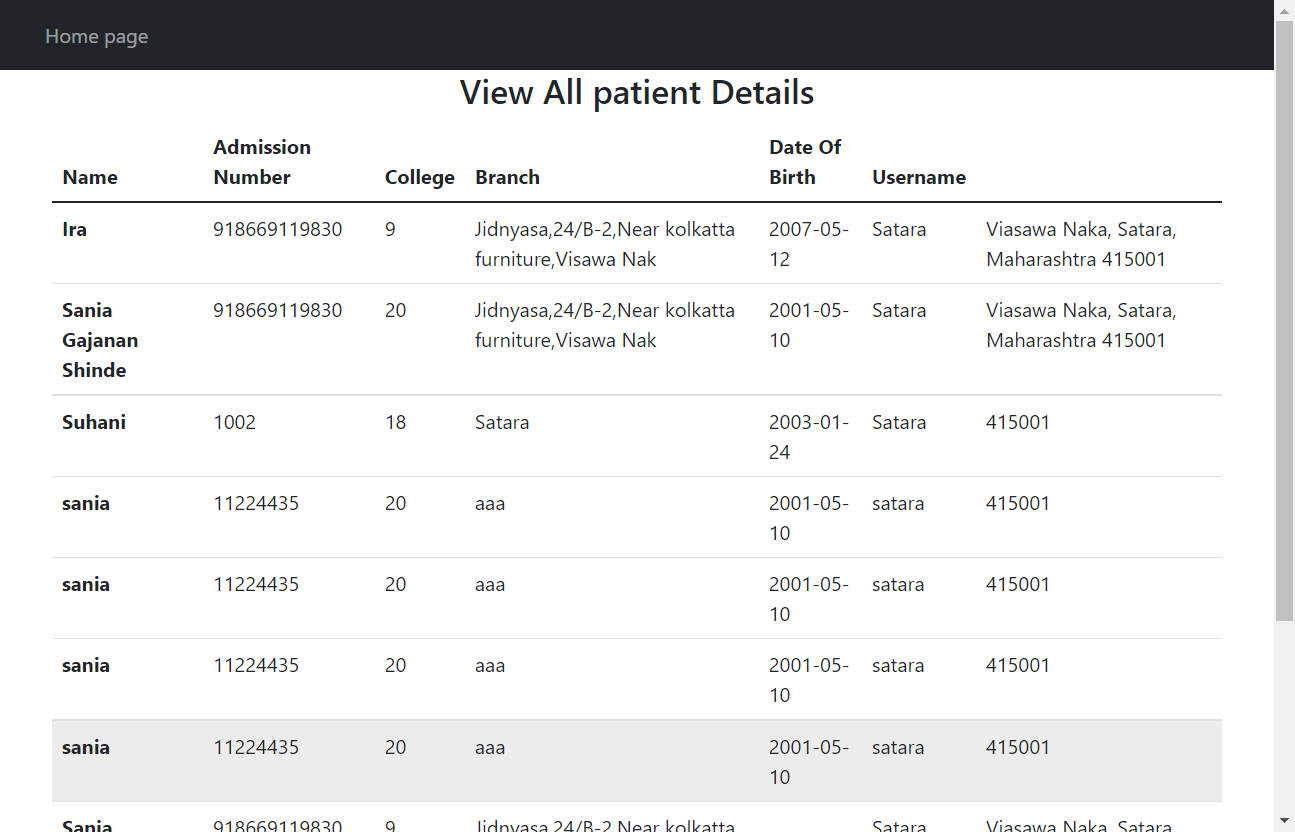 Home page
View All patient Details
Name Admission Number College Branch Date Of Birth Username
Ira 918669119830 9 Jidnyasa,24/B-2,Near kolkatta furniture,Visawa Nak 2007-05-12 Satara Viasawa Naka, Satara, Maharashtra 415001
Sania Gajanan Shinde 918669119830 20 Jidnyasa,24/B-2,Near kolkatta furniture,Visawa Nak 2001-05-10 Satara Viasawa Naka, Satara, Maharashtra 415001
Suhani 1002 18 Satara 2003-01-24 Satara 415001
sania 11224435 20 aaa 2001-05-10 satara 415001
sania 11224435 20 aaa 2001-05-10 satara 415001
sania 11224435 20 aaa 2001-05-10 satara 415001
sania 11224435 20 aaa 2001-05-10 satara 415001
Sania 918669119830 9 Jidnyasa,24/B-2,Near kolkatta Satara Viasawa Naka, Satara,